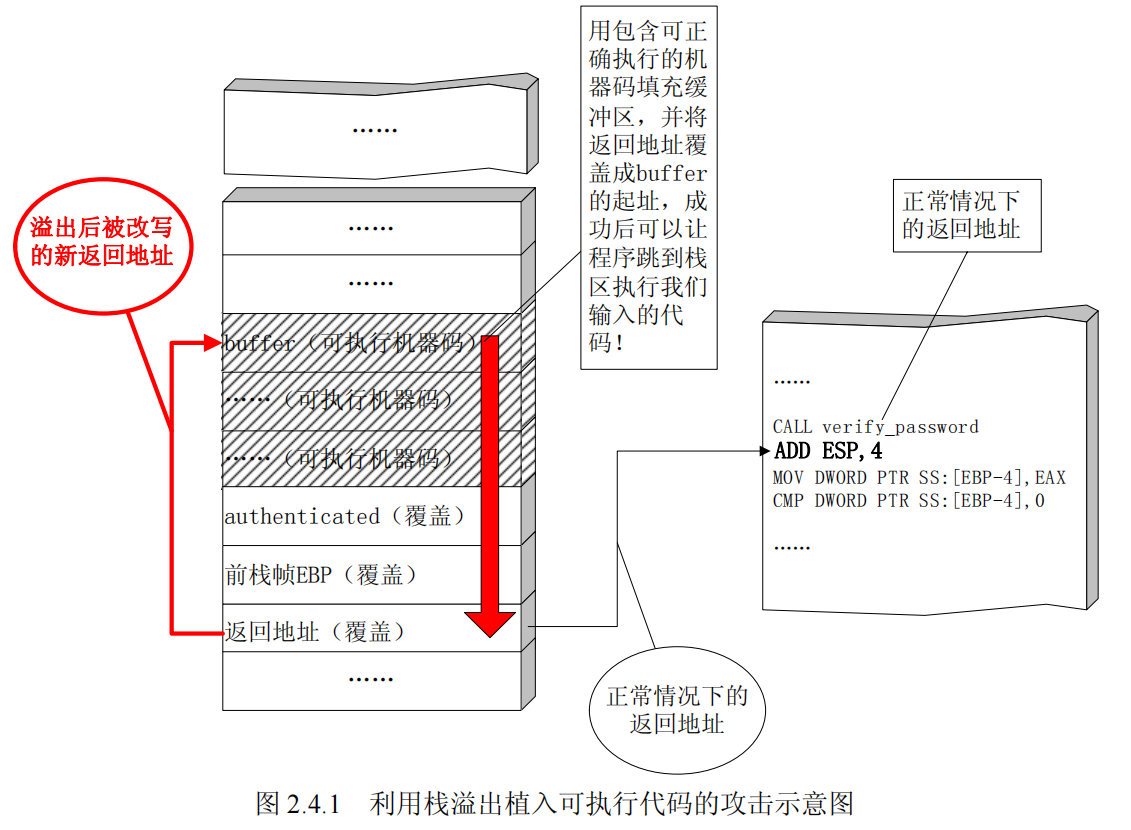 用包含可正
确执行的机
器码填充缓
冲区，并将
返回地址覆
盖成buffer
的起址，成
功后可以让
程序跳到栈
区执行我们
输入的代
码！
……
溢出后被改写
的新返回地址
……
……
buffer（可执行机器码）
……（可执行机器码）
……（可执行机器码）
authenticated（覆盖）
前栈帧EBP（覆盖）
返回地址（覆盖）
……
正常情况下
的返回地址
……
CALL verify_password
ADD ESP,4
MOV DWORD PTR SS:[EBP-4],EAX
CMP DWORD PTR SS:[EBP-4],0
……
正常情况下的
返回地址
图 2.4.1 利用栈溢出植入可执行代码的攻击示意图